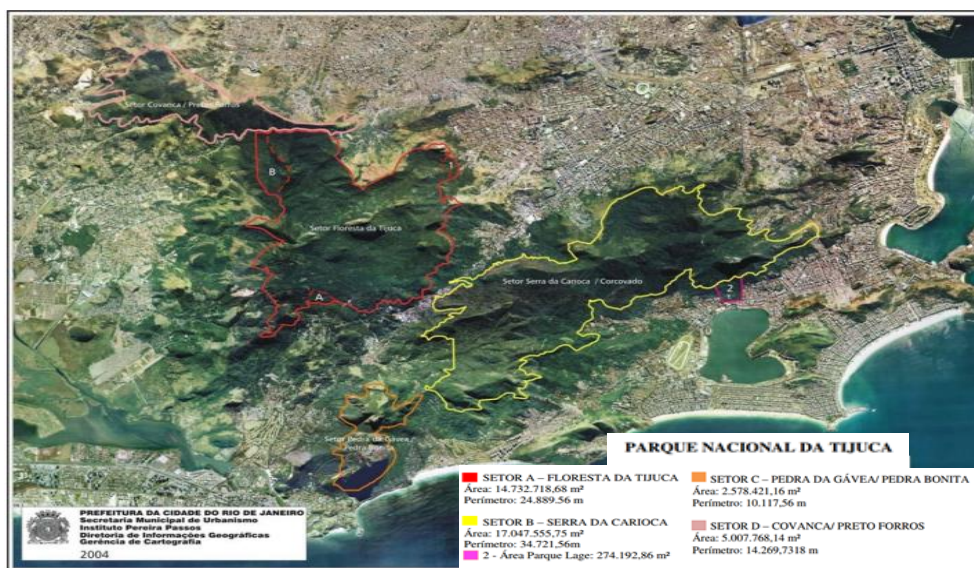 Setor Covanca / Pretos Forros
B
1
Setor Floresta da Tijuca
Setor Serra da Carioca / Corcovado
2
A
Setor Pedra da Gávea /
Pedra Bonita
PARQUE NACIONAL DA TIJUCA
SETOR A – FLORESTA DA TIJUCA
Área: 14.732.718,68 m²
Perímetro: 24.889,56 m
SETOR B – SERRA DA CARIOCA
Área: 17.047.555,75 m²
Perímetro: 34.721,56m
2 - Área Parque Lage: 274.192,86 m²
SETOR C – PEDRA DA GÁVEA/ PEDRA BONITA
Área: 2.578.421,16 m²
Perímetro: 10.117,56 m
SETOR D – COVANCA/ PRETO FORROS
Área: 5.007.768,14 m²
Perímetro: 14.269,7318 m
PREFEITURA DA CIDADE DO RIO DE JANEIRO
Secretaria Municipal de Urbanismo
Instituto Pereira Passos
Diretoria de Informações Geográficas
Gerência de Cartografia
2004